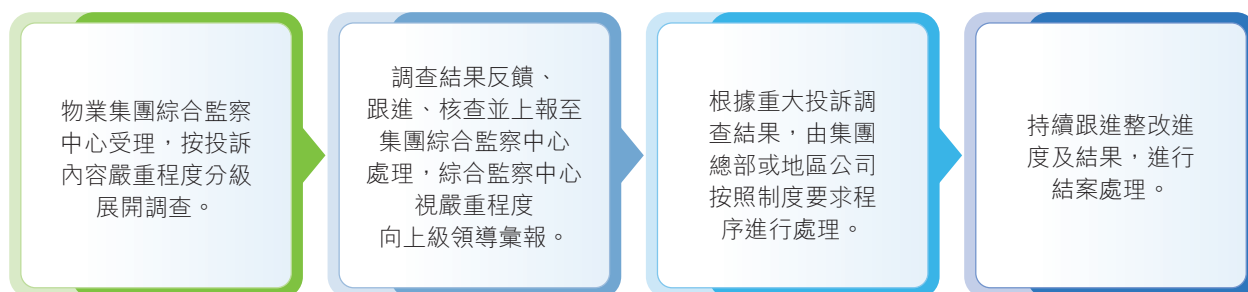 物業集團綜合監察
中心受理，按投訴
內容嚴重程度分級
展開調查。
調查結果反饋、
跟進、核查並上報至
集團綜合監察中心
處理，綜合監察中心
視嚴重程度
向上級領導彙報。
根據重大投訴調
查結果，由集團
總部或地區公司
按照制度要求程
序進行處理。
持續跟進整改進
度及結果，進行
結案處理。